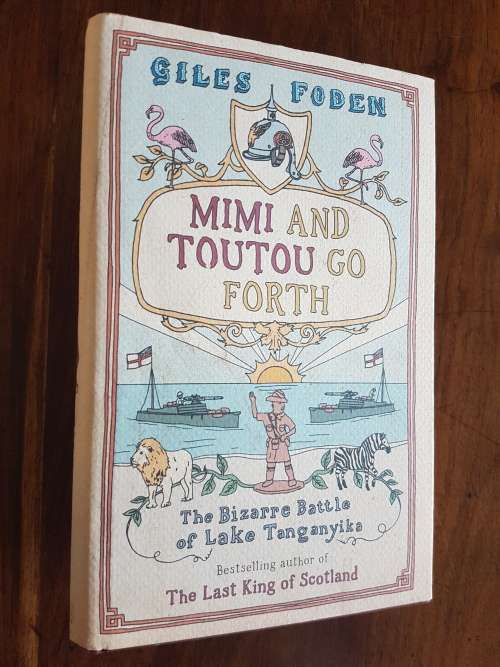 GILES FODEN
MIMI AND
TOUTOU GO
FORTH
The Bizarre Battle
of Lake Tanganyika
Bestselling author of
The Last King of Scotland